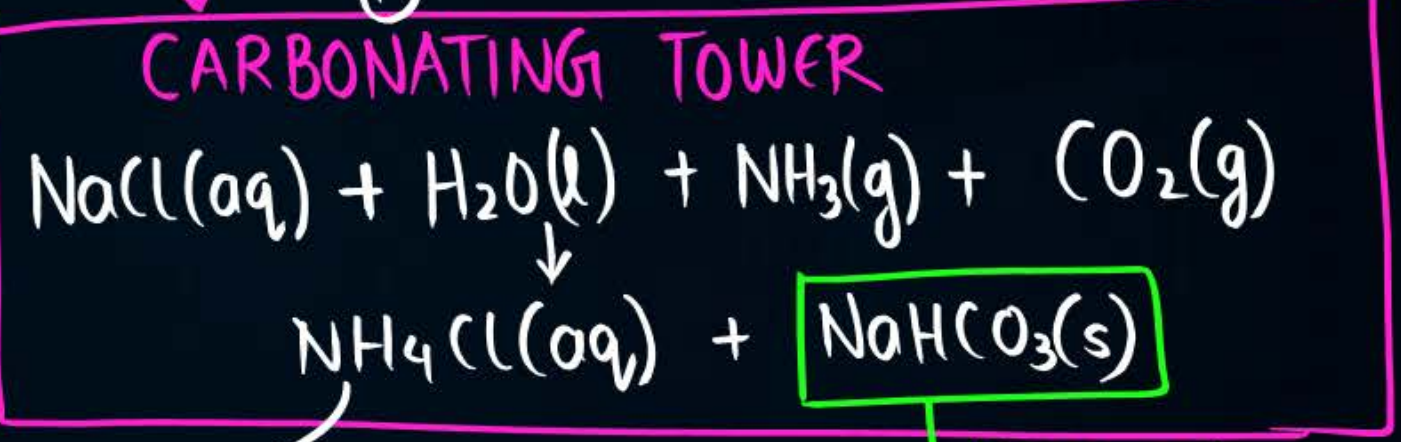 CARBONATING TOWER
NaCl(aq) + H₂O(l) + NH₃(g) + CO₂(g)
↓
NH₄Cl(aq) + NaHCO₃(s)